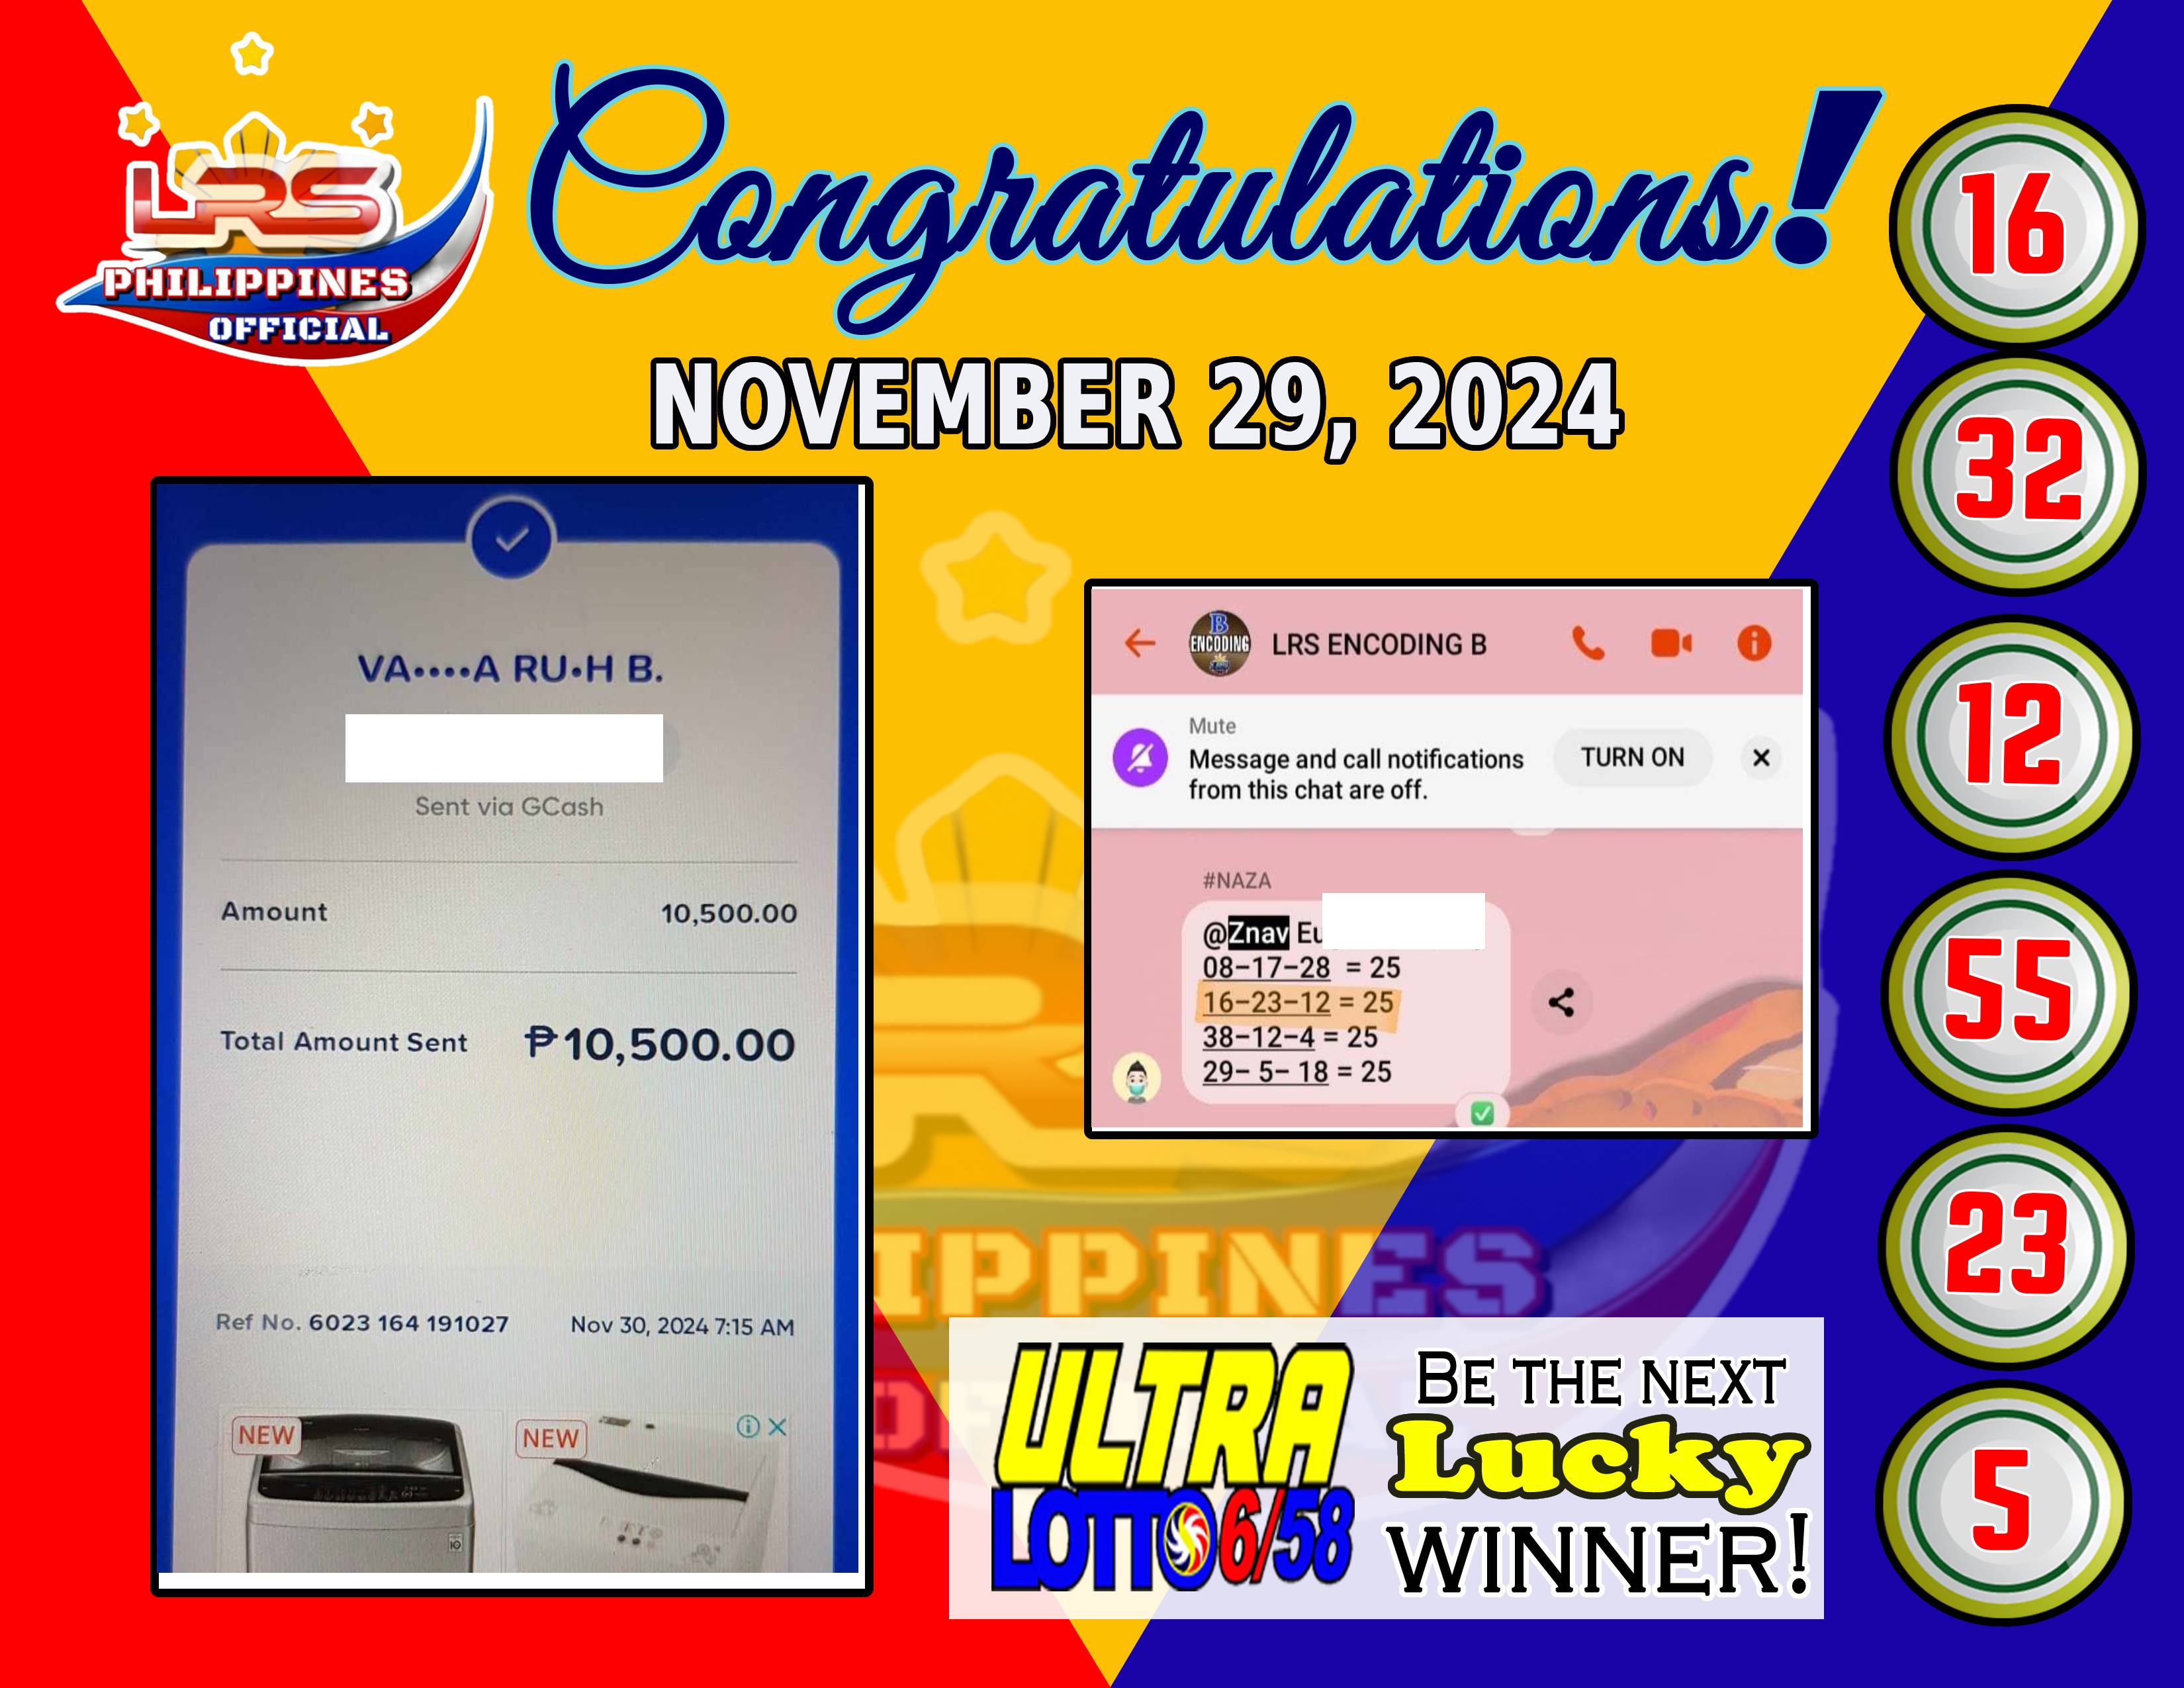 LRS
PHILIPPINES
OFFICIAL
Congratulations!
NOVEMBER 29, 2024
VA••••A RU•H B.
Sent via GCash
Amount 10,500.00
Total Amount Sent ₱10,500.00
Ref No. 6023 164 191027 Nov 30, 2024 7:15 AM
NEW NEW
B
ENCODING
LRS ENCODING B
Mute
Message and call notifications
from this chat are off.
TURN ON
#NAZA
@Znav Eu
08-17-28 = 25
16-23-12 = 25
38-12-4 = 25
29- 5- 18 = 25
IPPINES
ULTRA
LOTTO 6/58
BE THE NEXT
Lucky
WINNER!
16
32
12
55
23
5